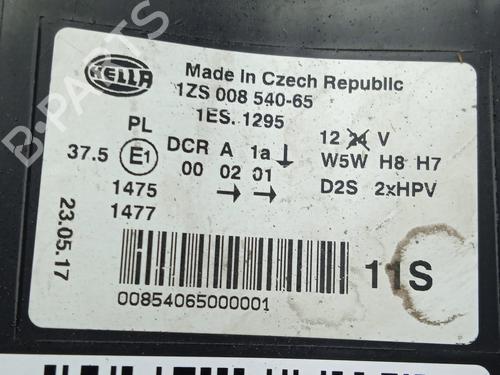 B-PARTS
HELLA
Made in Czech Republic
1ZS 008 540-65
1ES. 1295
PL
37.5 E1
DCR A 1a
00 02 01
12 24 V
W5W H8 H7
D2S 2xHPV
1475
1477
23.05.17
00854065000001
11S